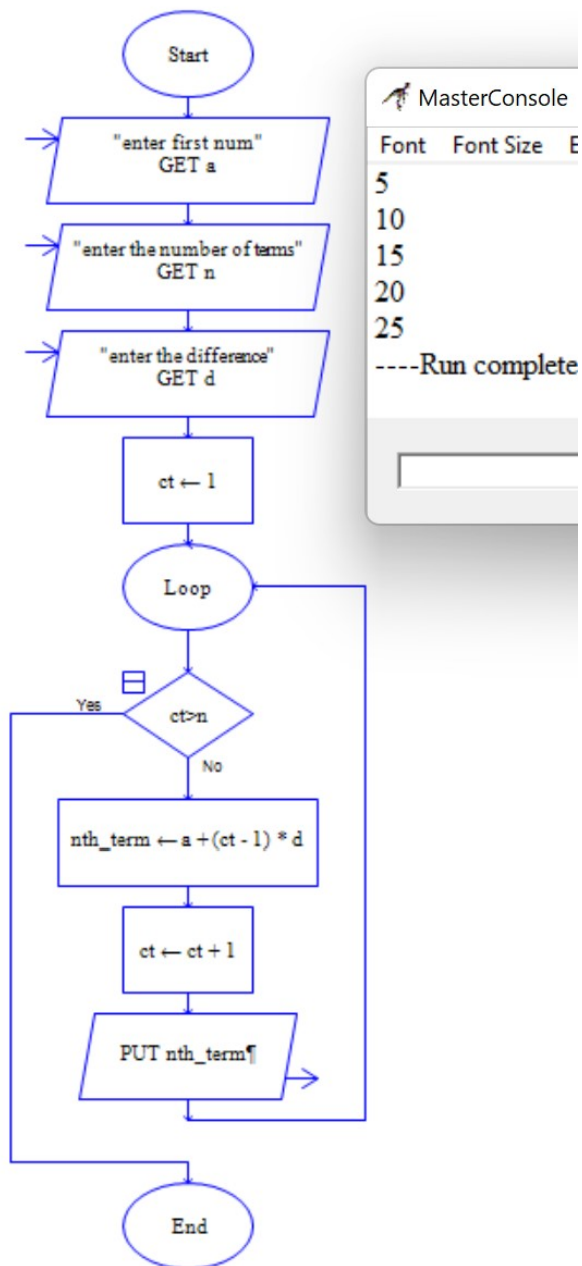 Start
"enter first num"
GET a
"enter the number of terms"
GET n
"enter the difference"
GET d
ct ← 1
Loop
Yes
ct>n
No
nth_term ← a + (ct - 1) * d
ct ← ct + 1
PUT nth_term¶
End
MasterConsole
Font Font Size E
5
10
15
20
25
----Run complete